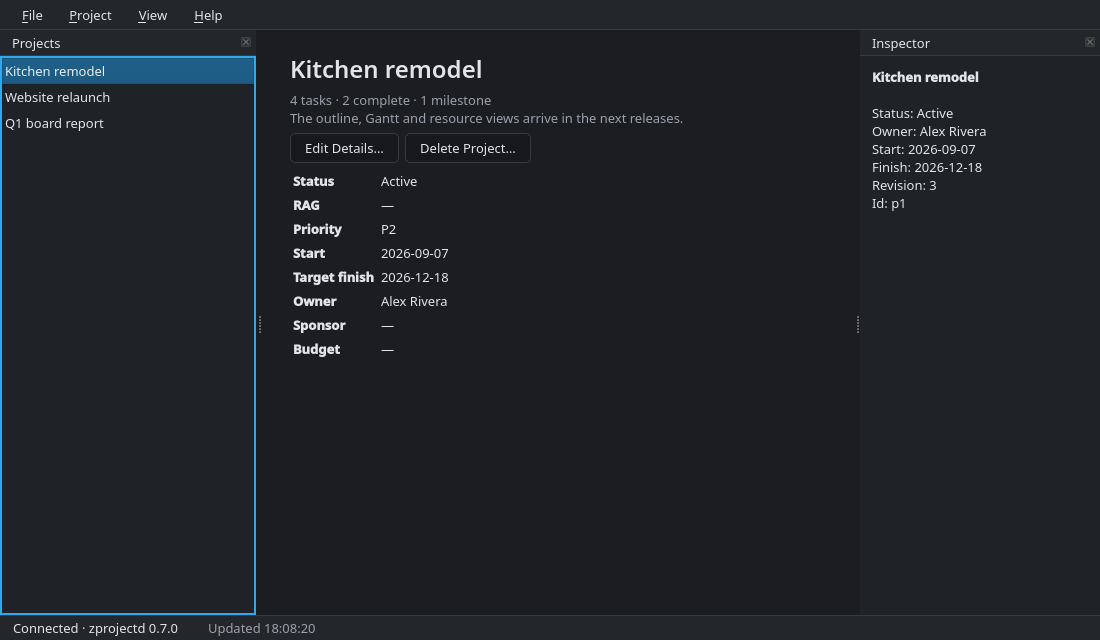 File Project View Help
Projects
Kitchen remodel
Website relaunch
Q1 board report
Kitchen remodel
4 tasks · 2 complete · 1 milestone
The outline, Gantt and resource views arrive in the next releases.
Edit Details... Delete Project...
Status Active
RAG —
Priority P2
Start 2026-09-07
Target finish 2026-12-18
Owner Alex Rivera
Sponsor —
Budget —
Inspector
Kitchen remodel
Status: Active
Owner: Alex Rivera
Start: 2026-09-07
Finish: 2026-12-18
Revision: 3
Id: p1
Connected · zprojectd 0.7.0 Updated 18:08:20